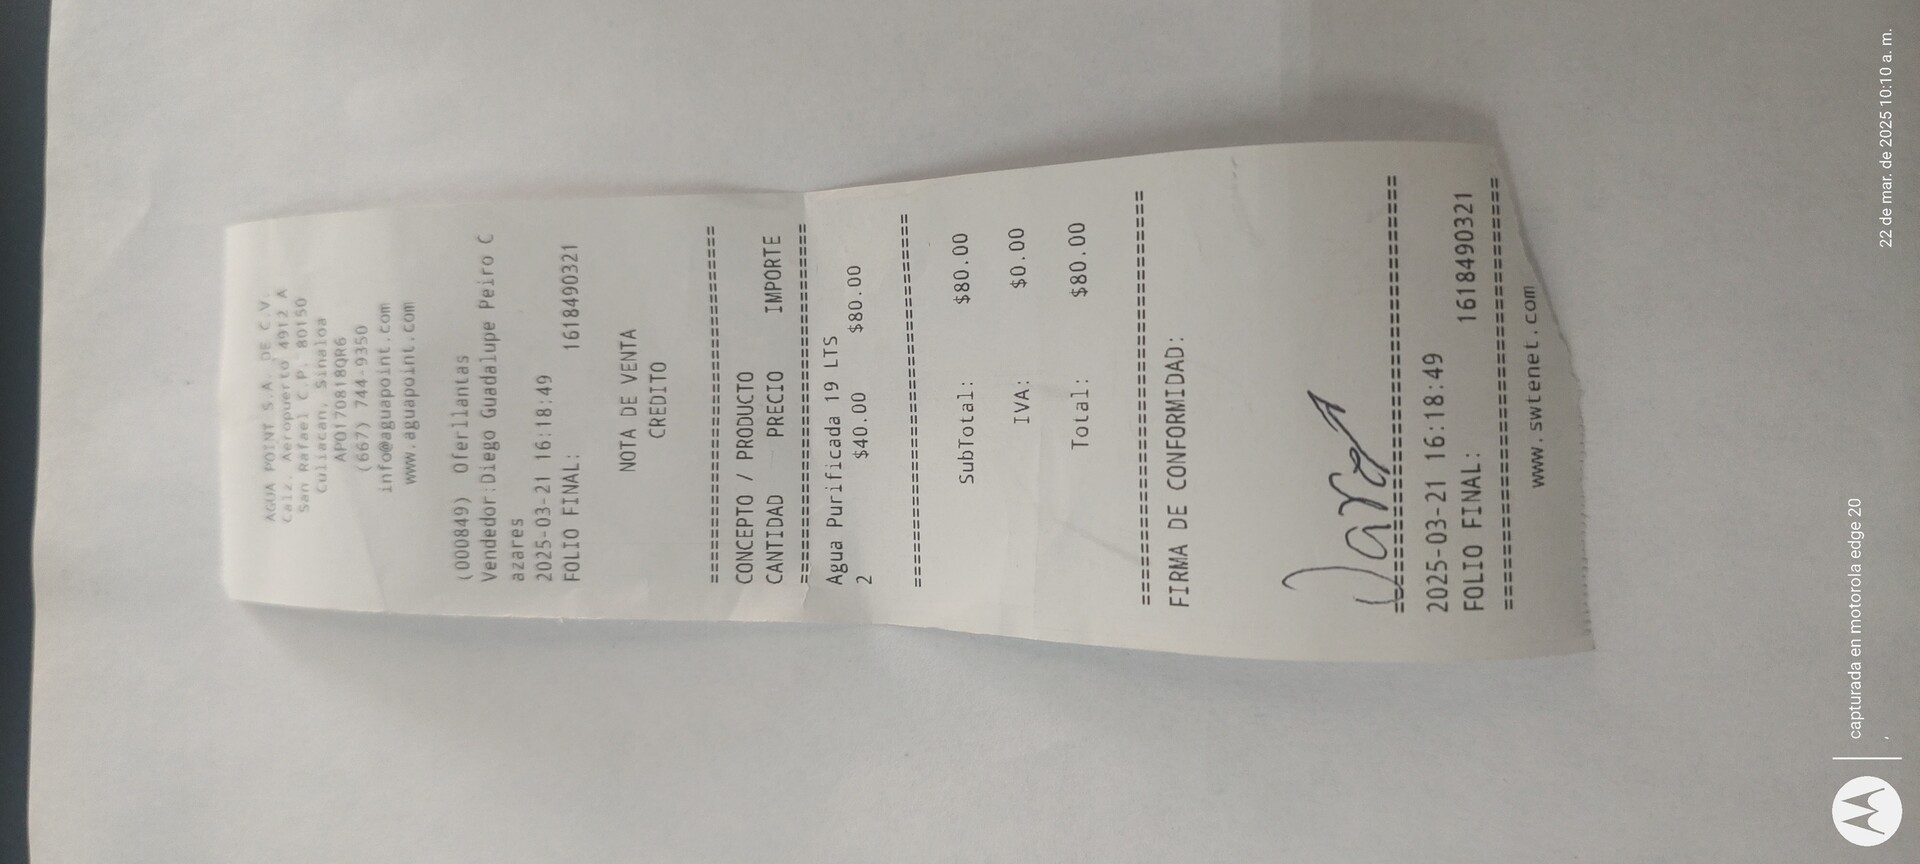 AGUA POINT S.A. DE C.V.
Calz. Aeropuerto 4912 A
San Rafael C.P. 80150
Culiacan, Sinaloa
APO170818QR6
(667) 744-9350
info@aguapoint.com
www.aguapoint.com
(000849) Oferllantas
Vendedor:Diego Guadalupe Peiro C
azares
2025-03-21 16:18:49
FOLIO FINAL: 1618490321
NOTA DE VENTA
CREDITO
================================
CONCEPTO / PRODUCTO
CANTIDAD PRECIO IMPORTE
================================
Agua Purificada 19 LTS
2 $40.00 $80.00
================================
SubTotal: $80.00
IVA: $0.00
Total: $80.00
================================
FIRMA DE CONFORMIDAD:
================================
2025-03-21 16:18:49
FOLIO FINAL: 1618490321
================================
www.swtenet.com
capturada en motorola edge 20
22 de mar. de 2025 10:10 a. m.